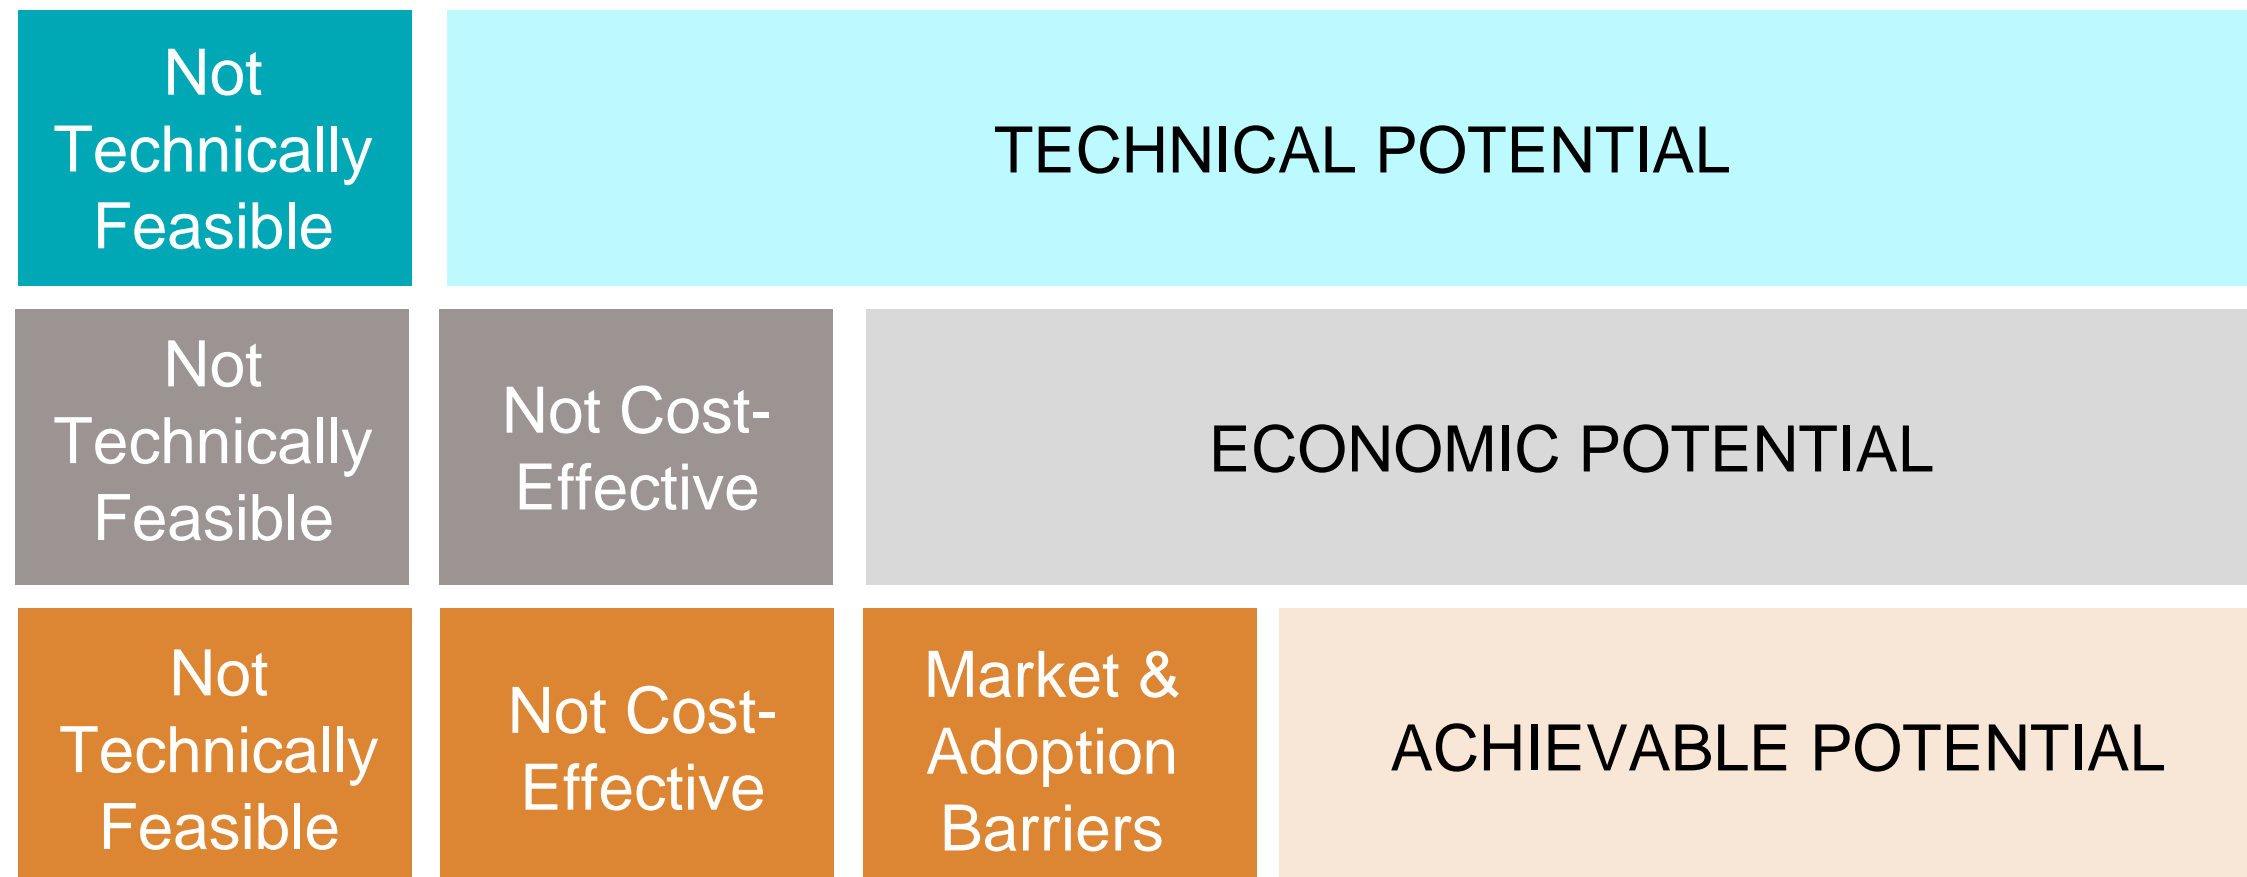 Not
Technically
Feasible
TECHNICAL POTENTIAL
Not
Technically
Feasible
Not Cost-
Effective
ECONOMIC POTENTIAL
Not
Technically
Feasible
Not Cost-
Effective
Market &
Adoption
Barriers
ACHIEVABLE POTENTIAL